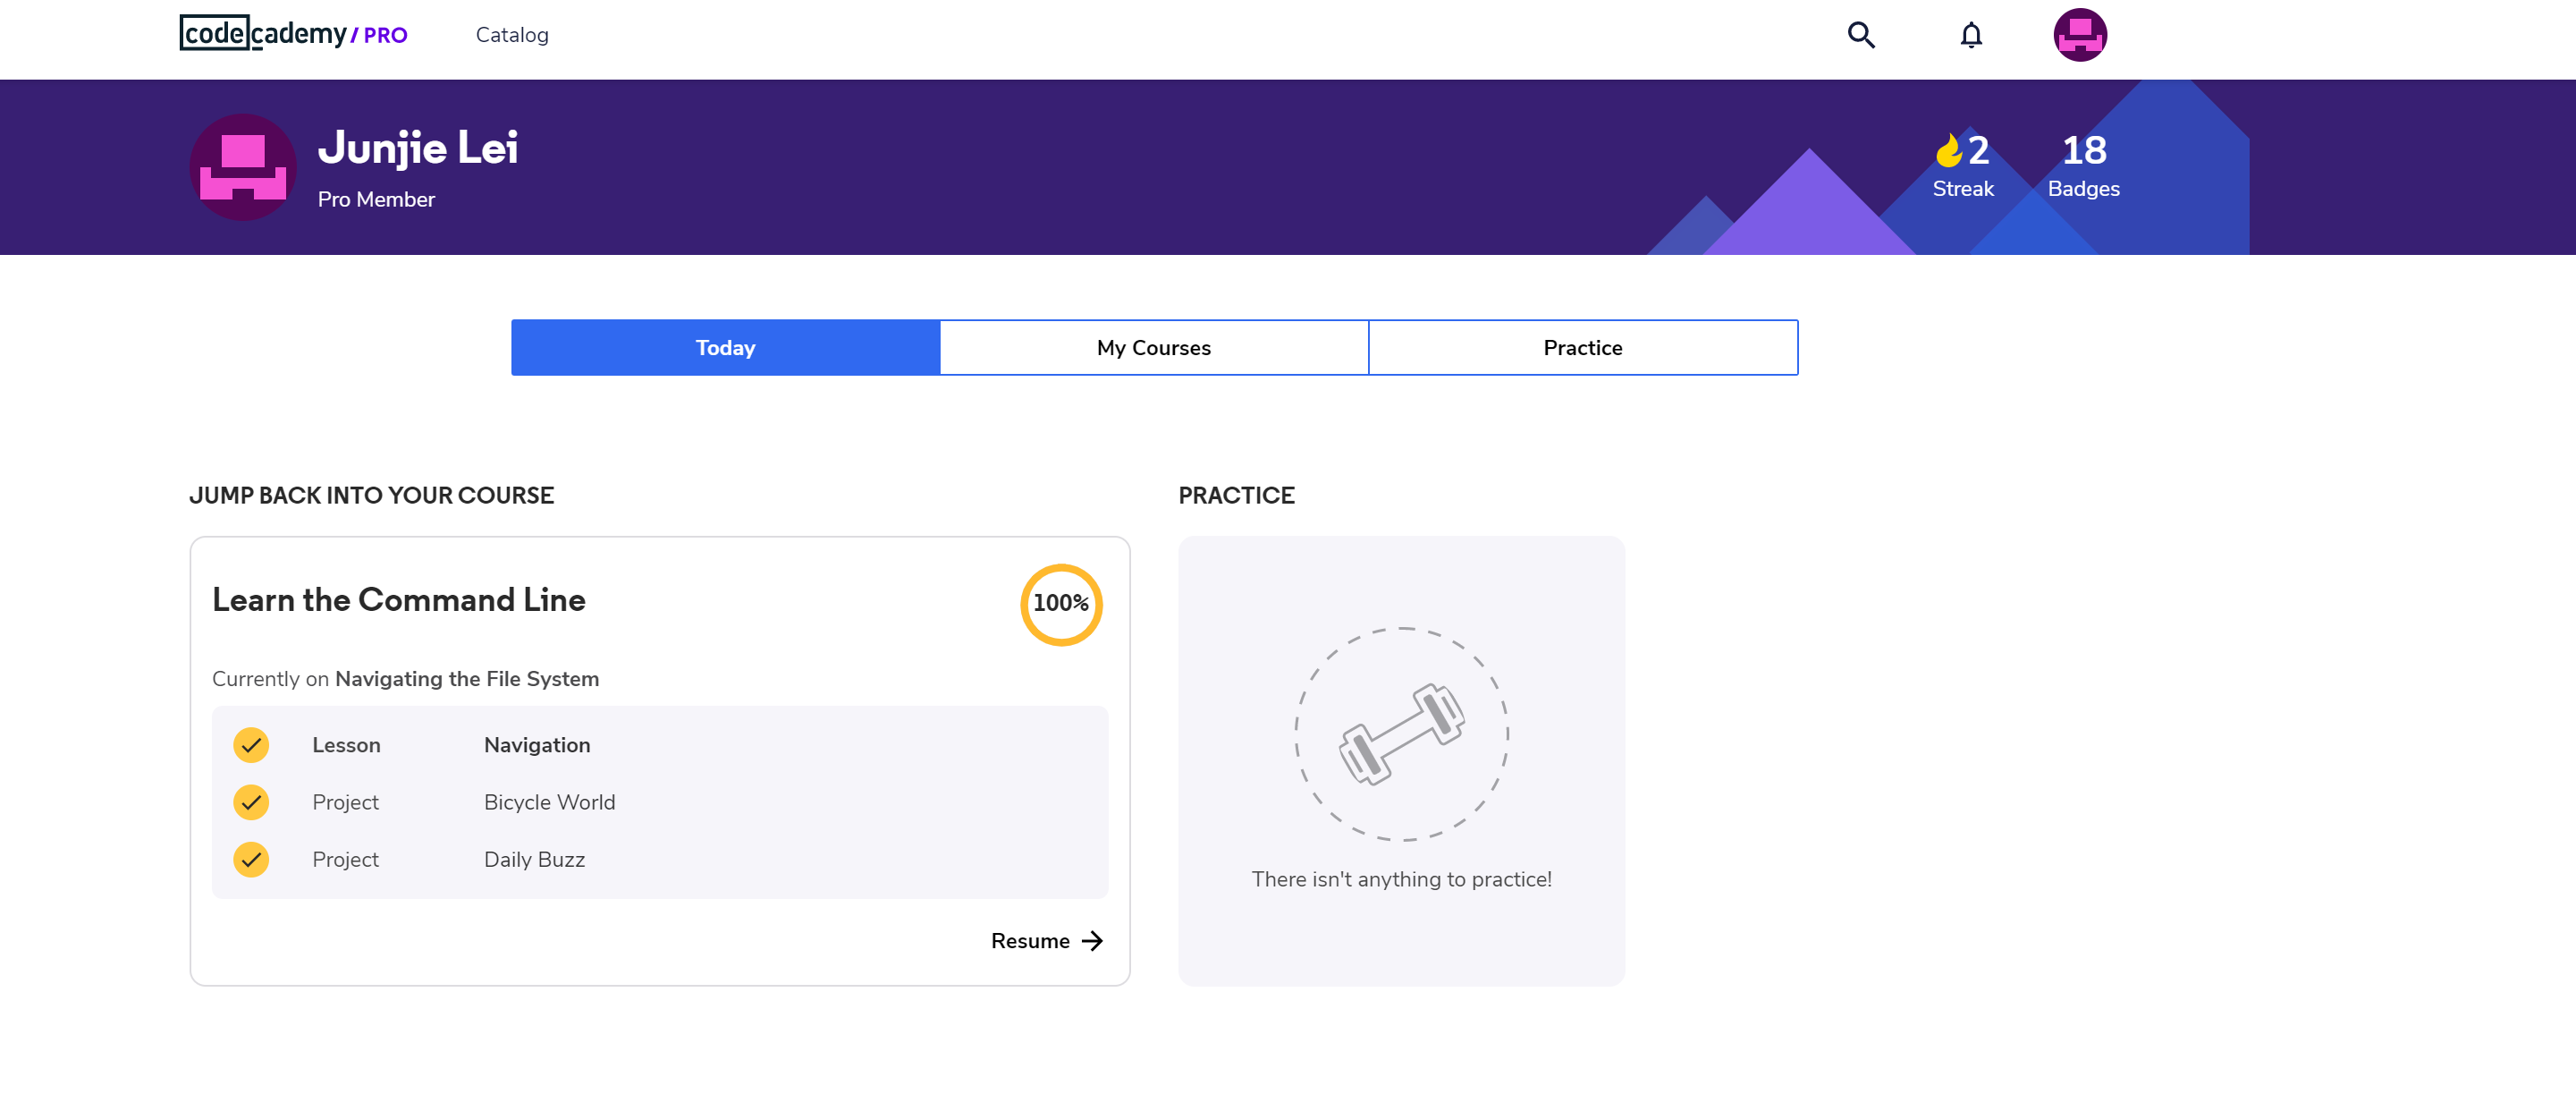 codecademy/PRO Catalog
Junjie Lei
Pro Member
2
Streak
18
Badges
Today My Courses Practice
JUMP BACK INTO YOUR COURSE
Learn the Command Line
100%
Currently on Navigating the File System
Lesson Navigation
Project Bicycle World
Project Daily Buzz
Resume
PRACTICE
There isn't anything to practice!